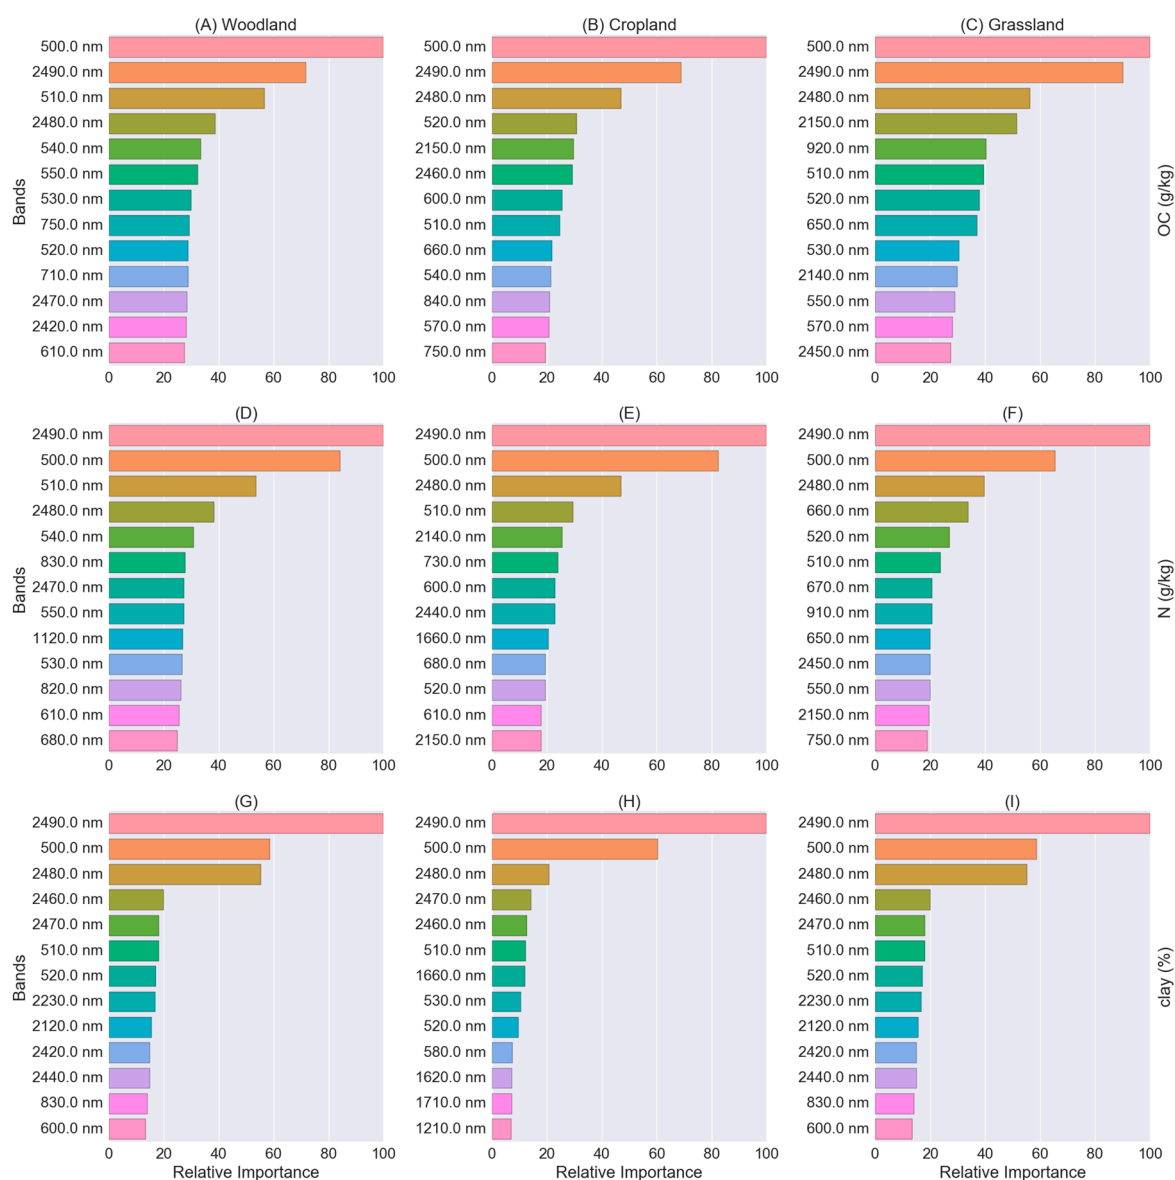 (A) Woodland
500.0 nm
2490.0 nm
510.0 nm
2480.0 nm
540.0 nm
550.0 nm
530.0 nm
750.0 nm
520.0 nm
710.0 nm
2470.0 nm
2420.0 nm
610.0 nm
Bands
0 20 40 60 80 100
(B) Cropland
500.0 nm
2490.0 nm
2480.0 nm
520.0 nm
2150.0 nm
2460.0 nm
600.0 nm
510.0 nm
660.0 nm
540.0 nm
840.0 nm
570.0 nm
750.0 nm
0 20 40 60 80 100
(C) Grassland
500.0 nm
2490.0 nm
2480.0 nm
2150.0 nm
920.0 nm
510.0 nm
520.0 nm
650.0 nm
530.0 nm
2140.0 nm
550.0 nm
570.0 nm
2450.0 nm
0 20 40 60 80 100
OC (g/kg)
(D)
2490.0 nm
500.0 nm
510.0 nm
2480.0 nm
540.0 nm
830.0 nm
2470.0 nm
550.0 nm
1120.0 nm
530.0 nm
820.0 nm
610.0 nm
680.0 nm
Bands
0 20 40 60 80 100
(E)
2490.0 nm
500.0 nm
2480.0 nm
510.0 nm
2140.0 nm
730.0 nm
600.0 nm
2440.0 nm
1660.0 nm
680.0 nm
520.0 nm
610.0 nm
2150.0 nm
0 20 40 60 80 100
(F)
2490.0 nm
500.0 nm
2480.0 nm
660.0 nm
520.0 nm
510.0 nm
670.0 nm
910.0 nm
650.0 nm
2450.0 nm
550.0 nm
2150.0 nm
750.0 nm
0 20 40 60 80 100
N (g/kg)
(G)
2490.0 nm
500.0 nm
2480.0 nm
2460.0 nm
2470.0 nm
510.0 nm
520.0 nm
2230.0 nm
2120.0 nm
2420.0 nm
2440.0 nm
830.0 nm
600.0 nm
Bands
0 20 40 60 80 100
Relative Importance
(H)
2490.0 nm
500.0 nm
2480.0 nm
2470.0 nm
2460.0 nm
510.0 nm
1660.0 nm
530.0 nm
520.0 nm
580.0 nm
1620.0 nm
1710.0 nm
1210.0 nm
0 20 40 60 80 100
Relative Importance
(I)
2490.0 nm
500.0 nm
2480.0 nm
2460.0 nm
2470.0 nm
510.0 nm
520.0 nm
2230.0 nm
2120.0 nm
2420.0 nm
2440.0 nm
830.0 nm
600.0 nm
0 20 40 60 80 100
Relative Importance
clay (%)